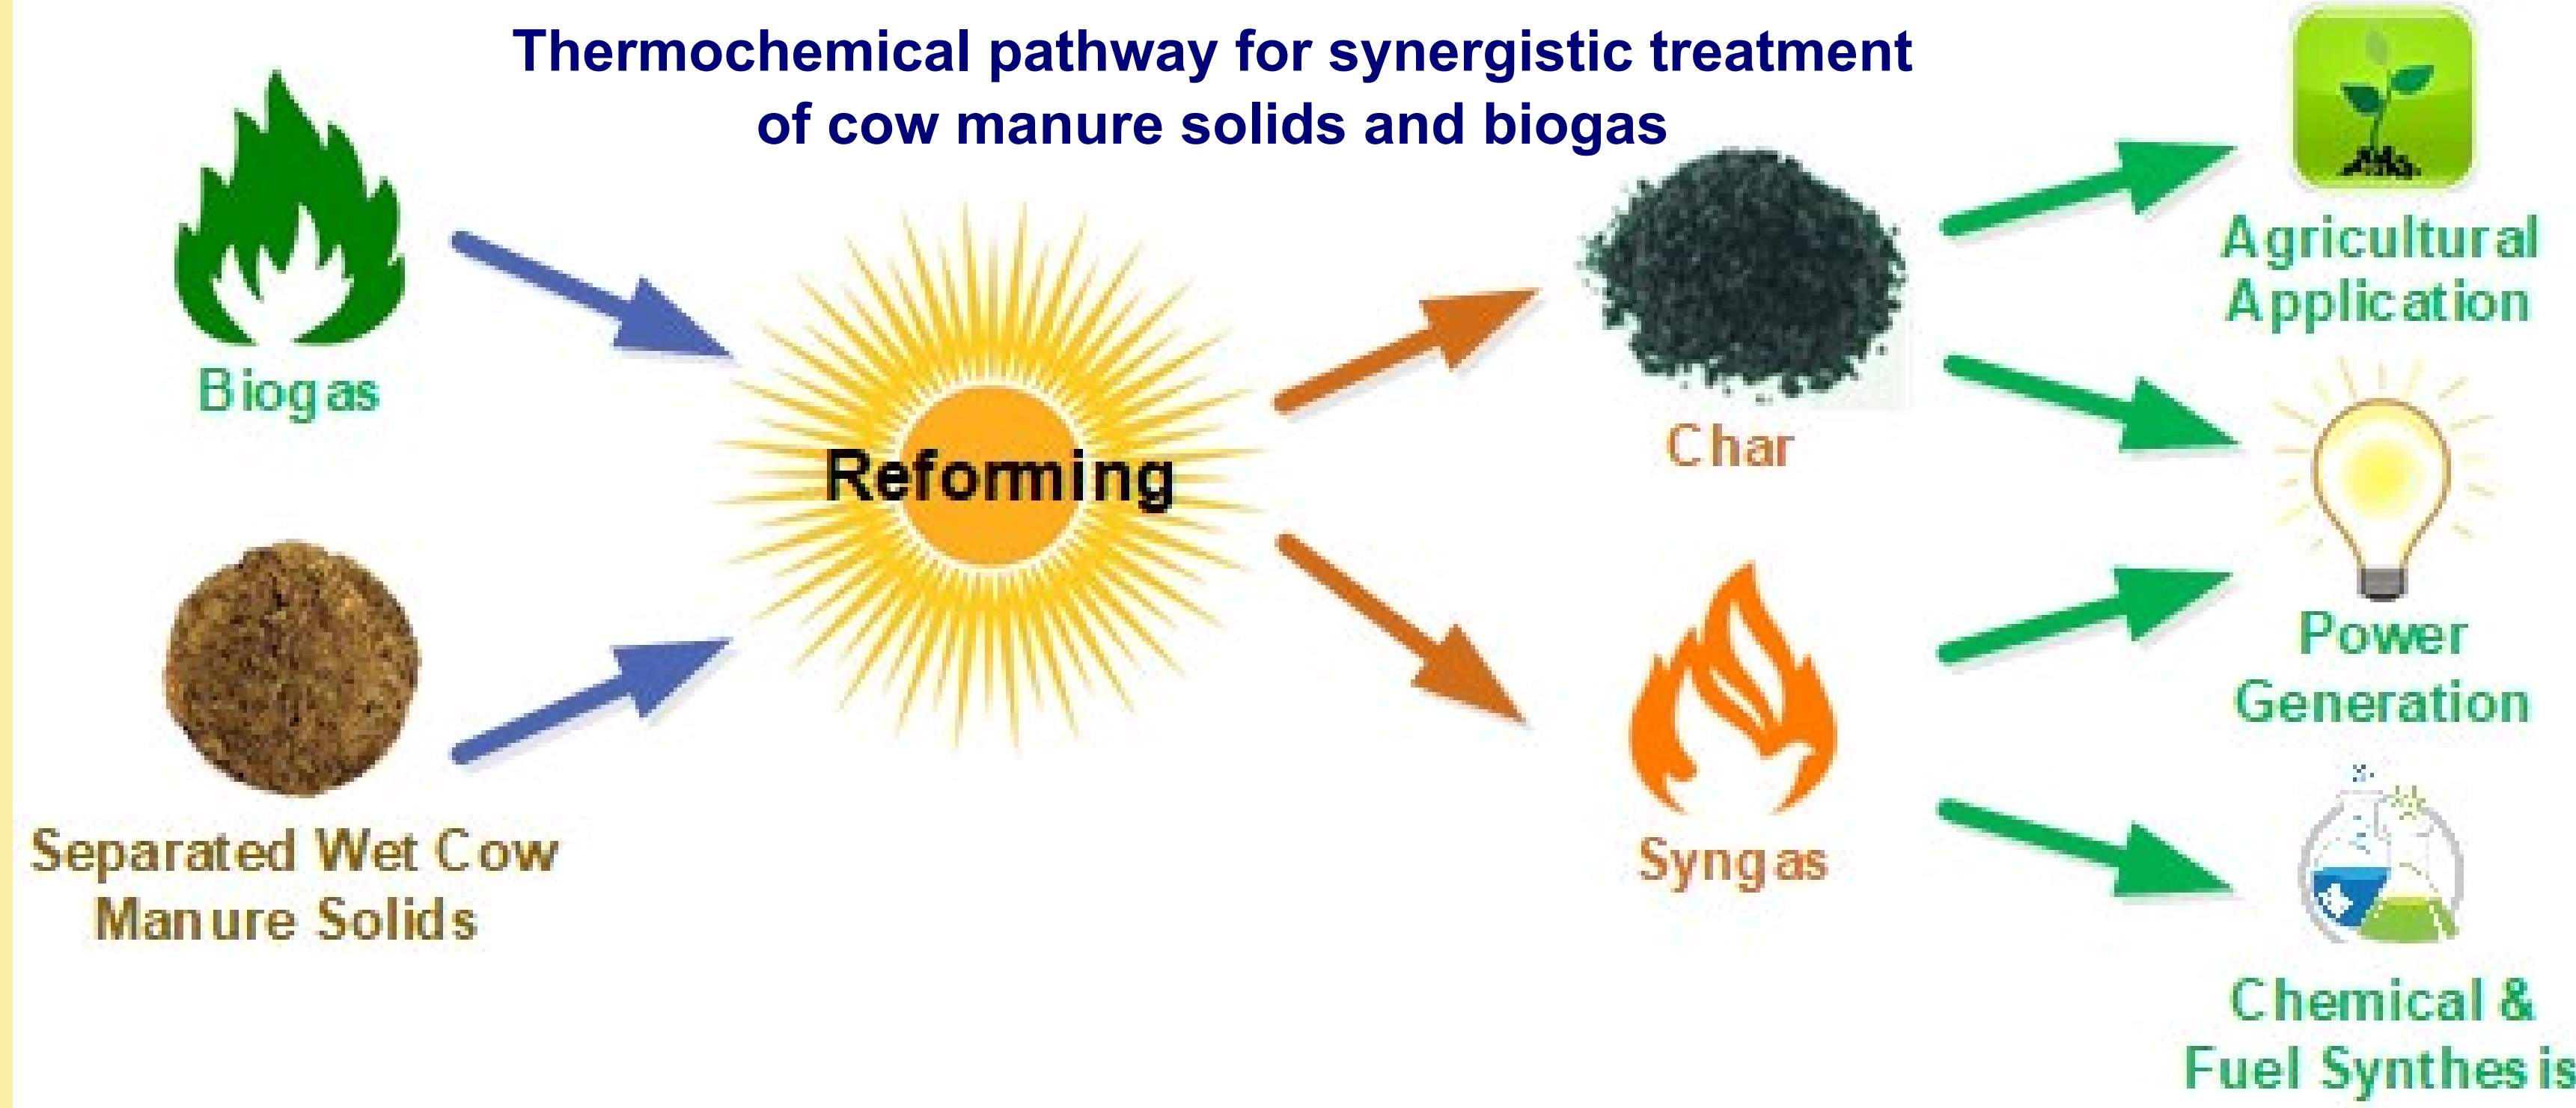 Thermochemical pathway for synergistic treatment
of cow manure solids and biogas
Biogas
Separated Wet Cow
Manure Solids
Reforming
Char
Syngas
Agricultural
Application
Power
Generation
Chemical &
Fuel Synthesis